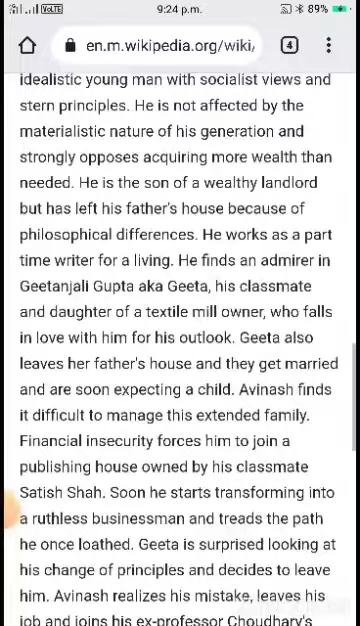 VoLTE
9:24 p.m.
89%
en.m.wikipedia.org/wiki/
4
idealistic young man with socialist views and
stern principles. He is not affected by the
materialistic nature of his generation and
strongly opposes acquiring more wealth than
needed. He is the son of a wealthy landlord
but has left his father's house because of
philosophical differences. He works as a part
time writer for a living. He finds an admirer in
Geetanjali Gupta aka Geeta, his classmate
and daughter of a textile mill owner, who falls
in love with him for his outlook. Geeta also
leaves her father's house and they get married
and are soon expecting a child. Avinash finds
it difficult to manage this extended family.
Financial insecurity forces him to join a
publishing house owned by his classmate
Satish Shah. Soon he starts transforming into
a ruthless businessman and treads the path
he once loathed. Geeta is surprised looking at
his change of principles and decides to leave
him. Avinash realizes his mistake, leaves his
job and joins his ex-professor Choudhary's